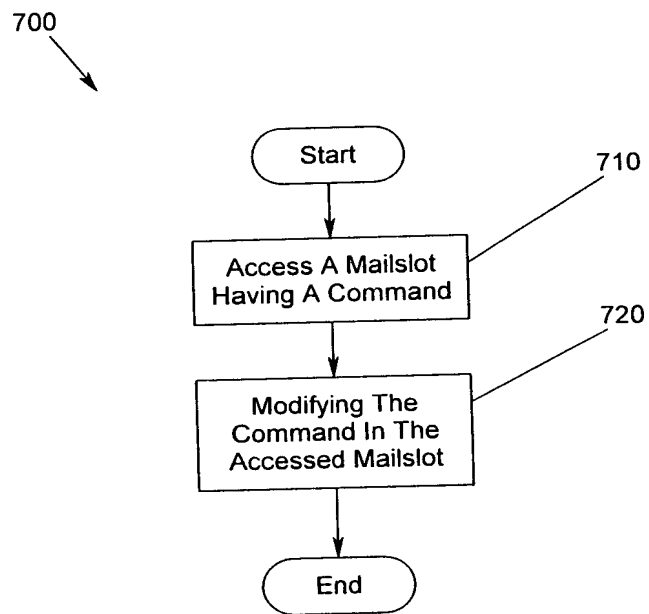 700
Start
710
Access A Mailslot
Having A Command
720
Modifying The
Command In The
Accessed Mailslot
End